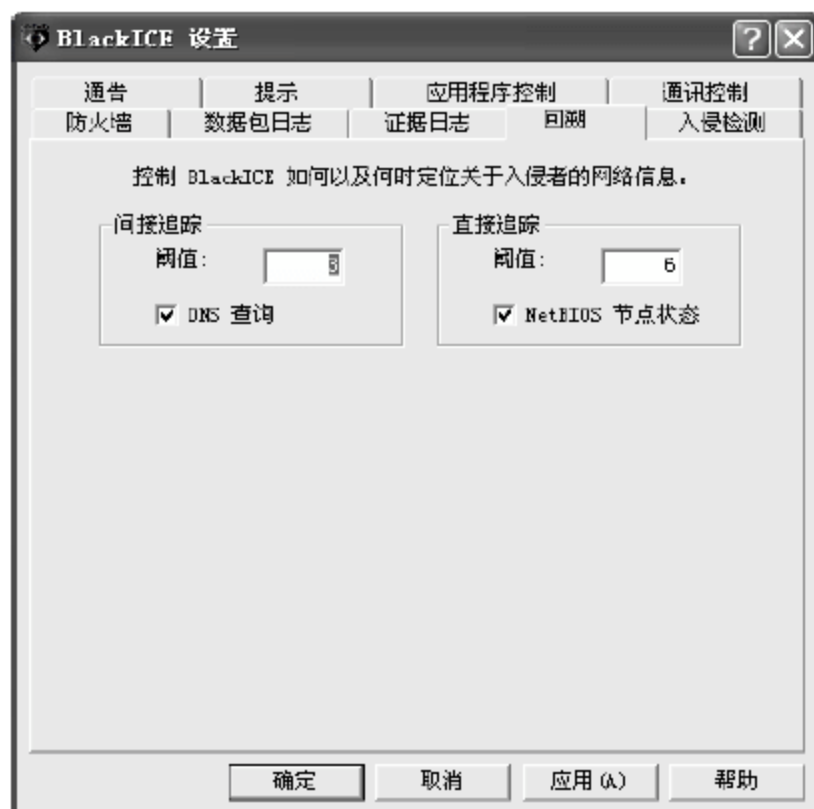 BlackICE 设置
通告 提示 应用程序控制 通讯控制
防火墙 数据包日志 证据日志 回溯 入侵检测
控制 BlackICE 如何以及何时定位关于入侵者的网络信息.
间接追踪 直接追踪
阈值: 3 阈值: 6
DNS 查询 NetBIOS 节点状态
确定 取消 应用(A) 帮助